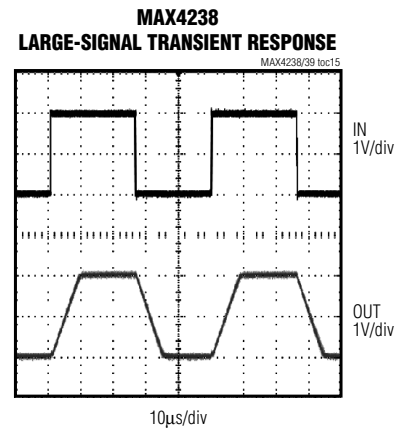 MAX4238
LARGE-SIGNAL TRANSIENT RESPONSE
MAX4238/39 toc15
IN
1V/div
OUT
1V/div
10μs/div